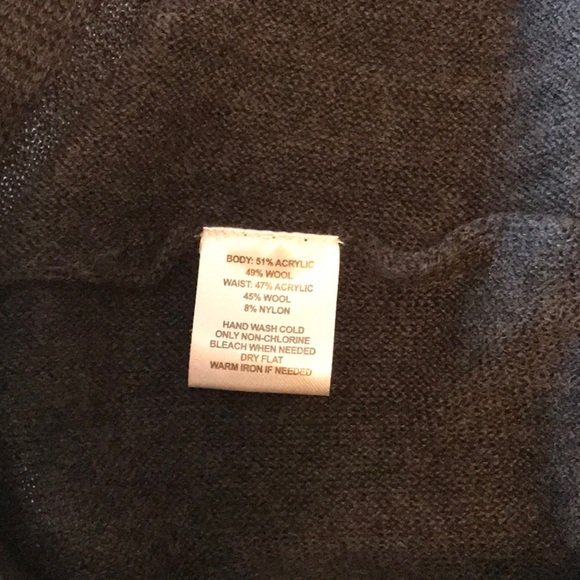 BODY: 51% ACRYLIC
49% WOOL
WAIST: 47% ACRYLIC
45% WOOL
8% NYLON
HAND WASH COLD
ONLY NON-CHLORINE
BLEACH WHEN NEEDED
DRY FLAT
WARM IRON IF NEEDED